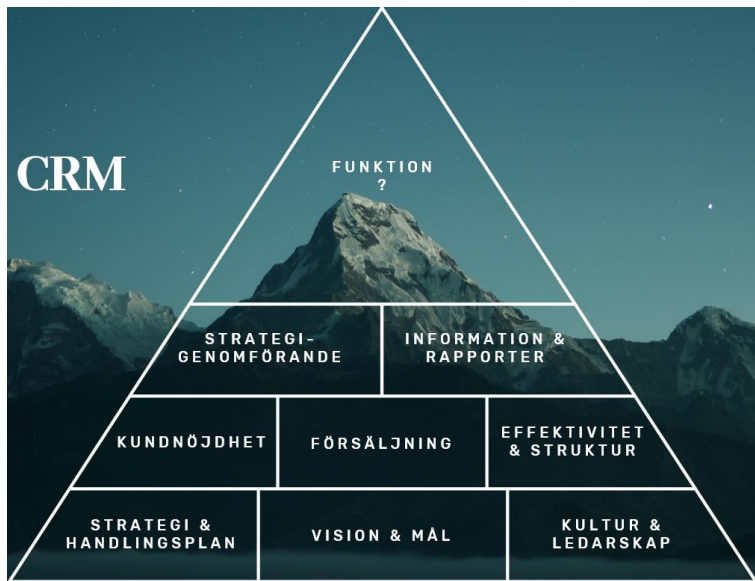 CRM
FUNKTION
?
STRATEGI-
GENOMFÖRANDE
INFORMATION &
RAPPORTER
KUNDNÖJDHET
FÖRSÄLJNING
EFFEKTIVITET
& STRUKTUR
STRATEGI &
HANDLINGSPLAN
VISION & MÅL
KULTUR &
LEDARSKAP